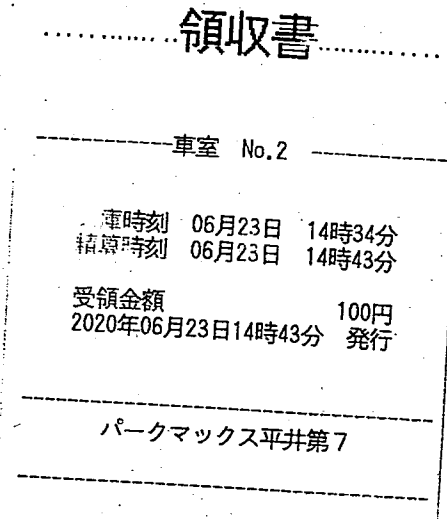 領収書
車室 No.2
庫時刻 06月23日 14時34分
精算時刻 06月23日 14時43分
受領金額 100円
2020年06月23日14時43分 発行
パークマックス平井第7